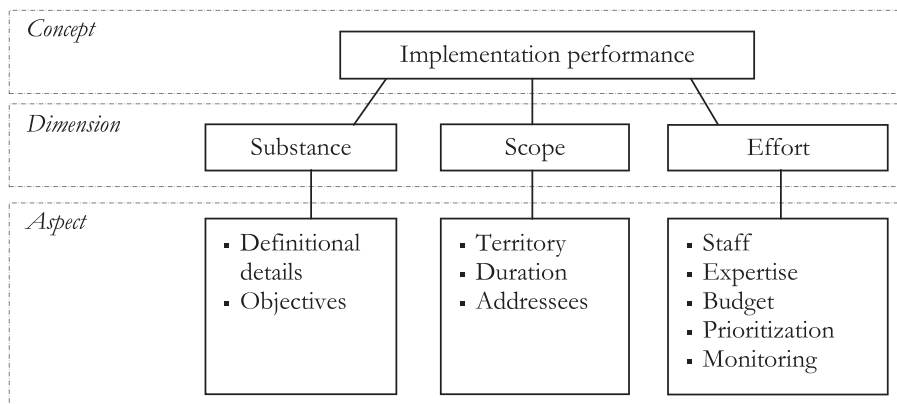 Concept
Implementation performance
Dimension
Substance
Scope
Effort
Aspect
▪ Definitional
details
▪ Objectives
▪ Territory
▪ Duration
▪ Addressees
▪ Staff
▪ Expertise
▪ Budget
▪ Prioritization
▪ Monitoring